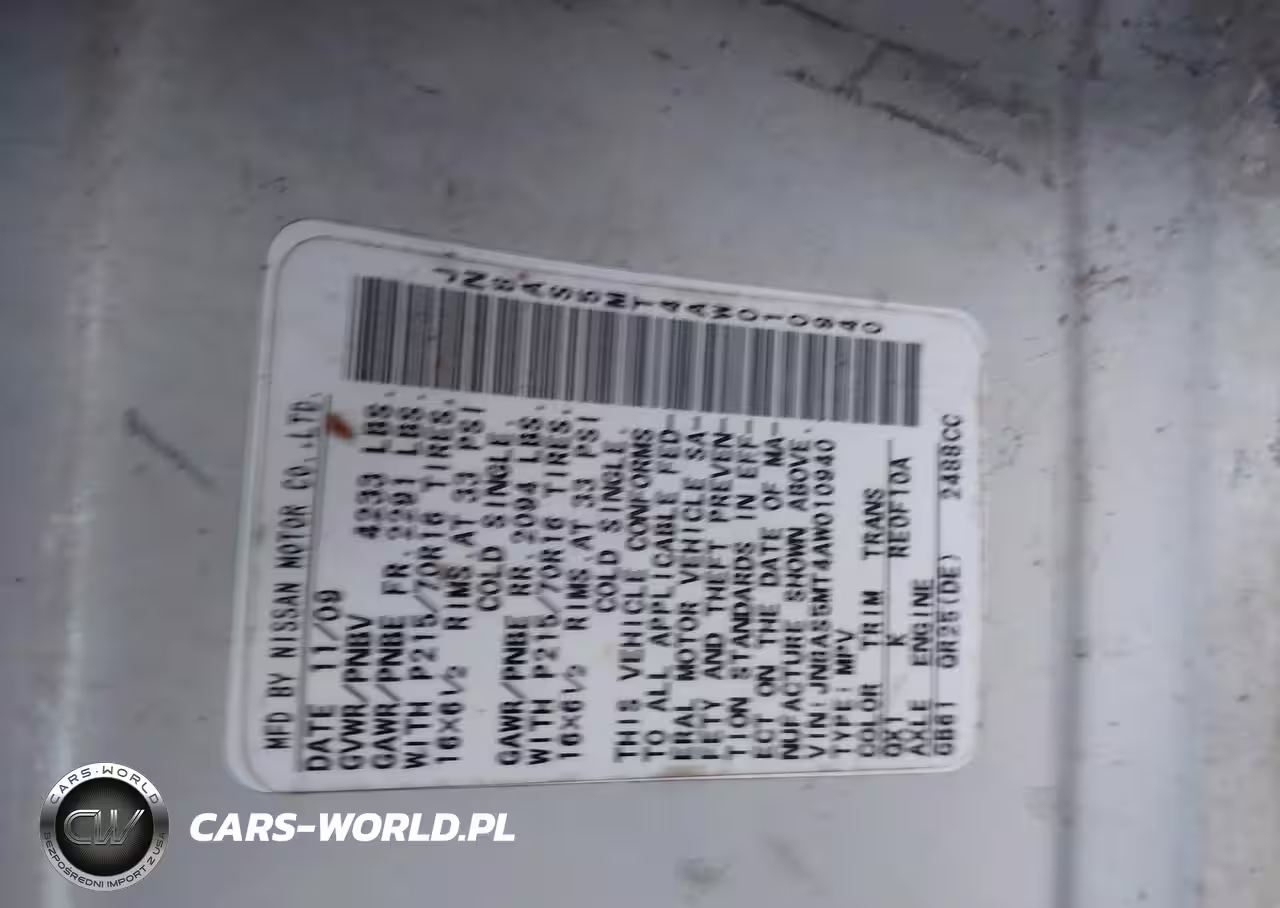 JN8AS5MT4AW010940
MFD BY NISSAN MOTOR CO.,LTD.
DATE 11/09
GVWR/PNBV 4233 LBS.
GAWR/PNBE FR. 2291 LBS.
WITH P215/70R16 TIRES.
16X6½ RIMS.AT 33 PSI
COLD SINGLE.
GAWR/PNBE RR.2094 LBS.
WITH P215/70R16 TIRES.
16X6½ RIMS.AT 33 PSI
COLD SINGLE.
THIS VEHICLE CONFORMS
TO ALL APPLICABLE FED-
ERAL MOTOR VEHICLE SA-
FETY AND THEFT PREVEN-
TION STANDARDS IN EFF-
ECT ON THE DATE OF MA-
NUFACTURE SHOWN ABOVE.
VIN:JN8AS5MT4AW010940
TYPE:MPV
COLOR TRIM TRANS
QX1 K RE0F10A
AXLE ENGINE
GB61 QR25(DE) 2488CC
CARS-WORLD
CW
BEZPOŚREDNI IMPORT Z USA
CARS-WORLD.PL